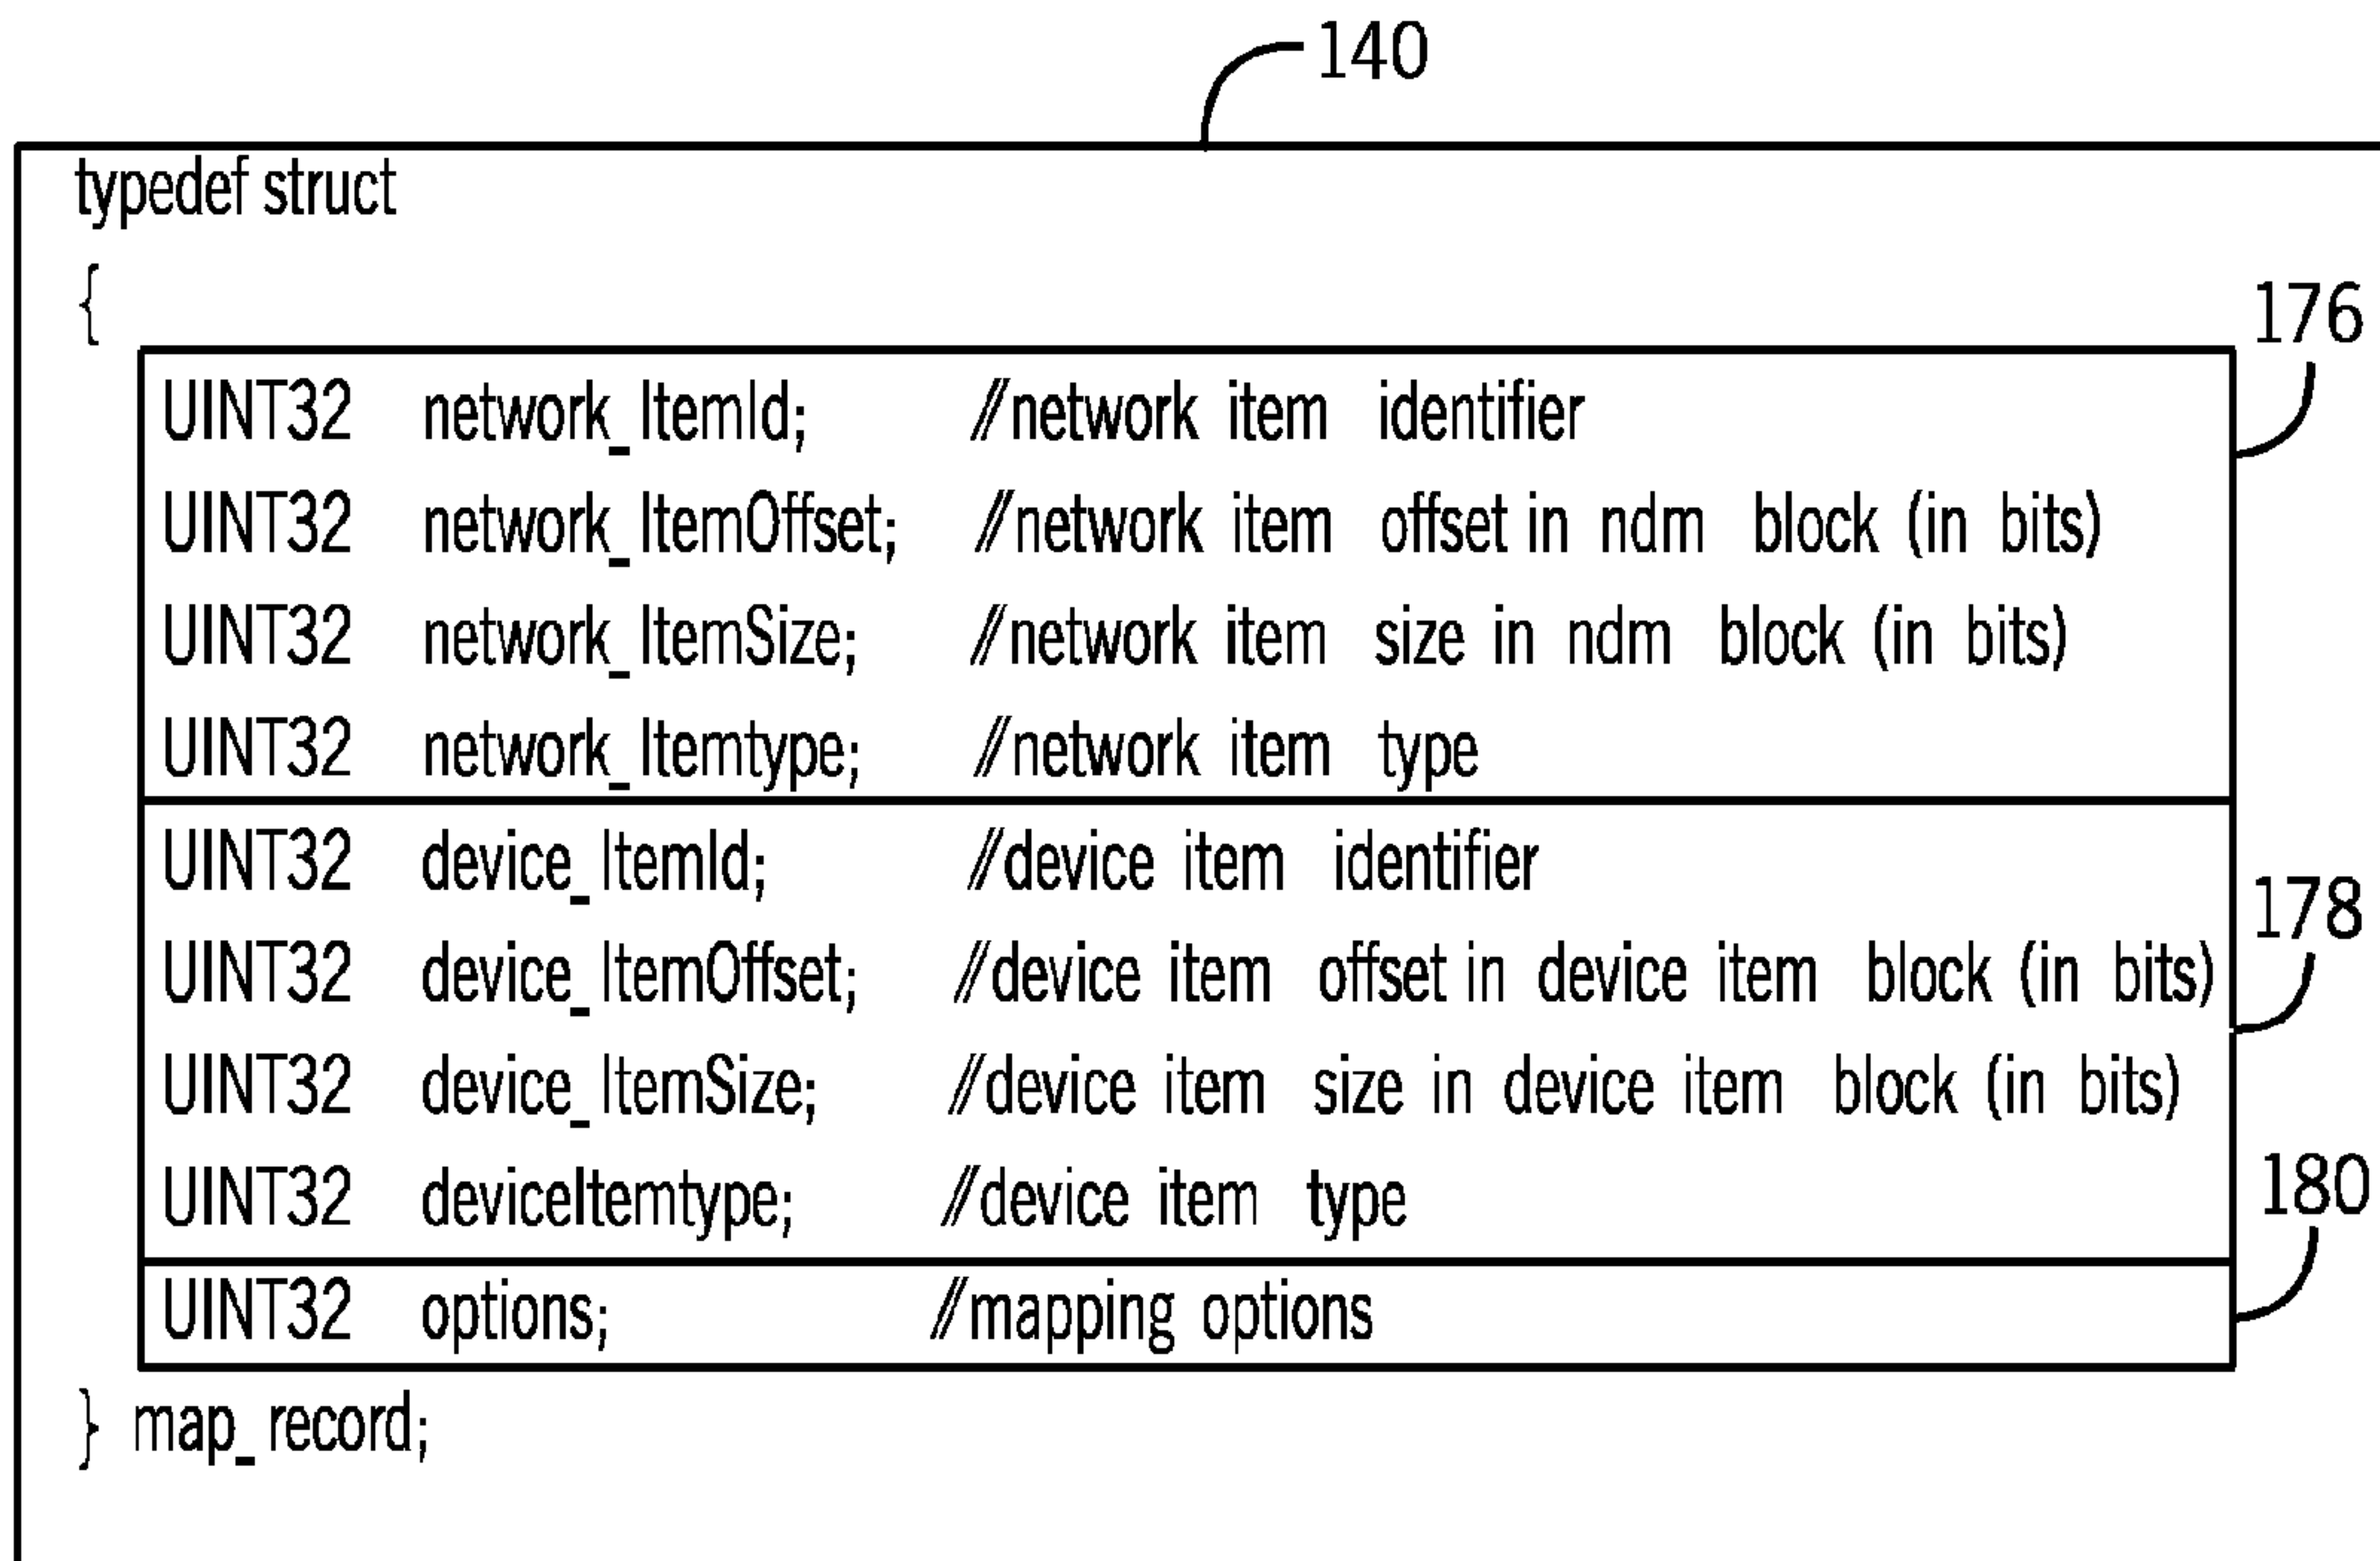 140
typedef struct
{
176
UINT32 network_ItemId; //network item identifier
UINT32 network_ItemOffset; //network item offset in ndm block (in bits)
UINT32 network_ItemSize; //network item size in ndm block (in bits)
UINT32 network_Itemtype; //network item type
UINT32 device_ItemId; //device item identifier
178
UINT32 device_ItemOffset; //device item offset in device item block (in bits)
UINT32 device_ItemSize; //device item size in device item block (in bits)
UINT32 deviceItemtype; //device item type
180
UINT32 options; //mapping options
} map_record;